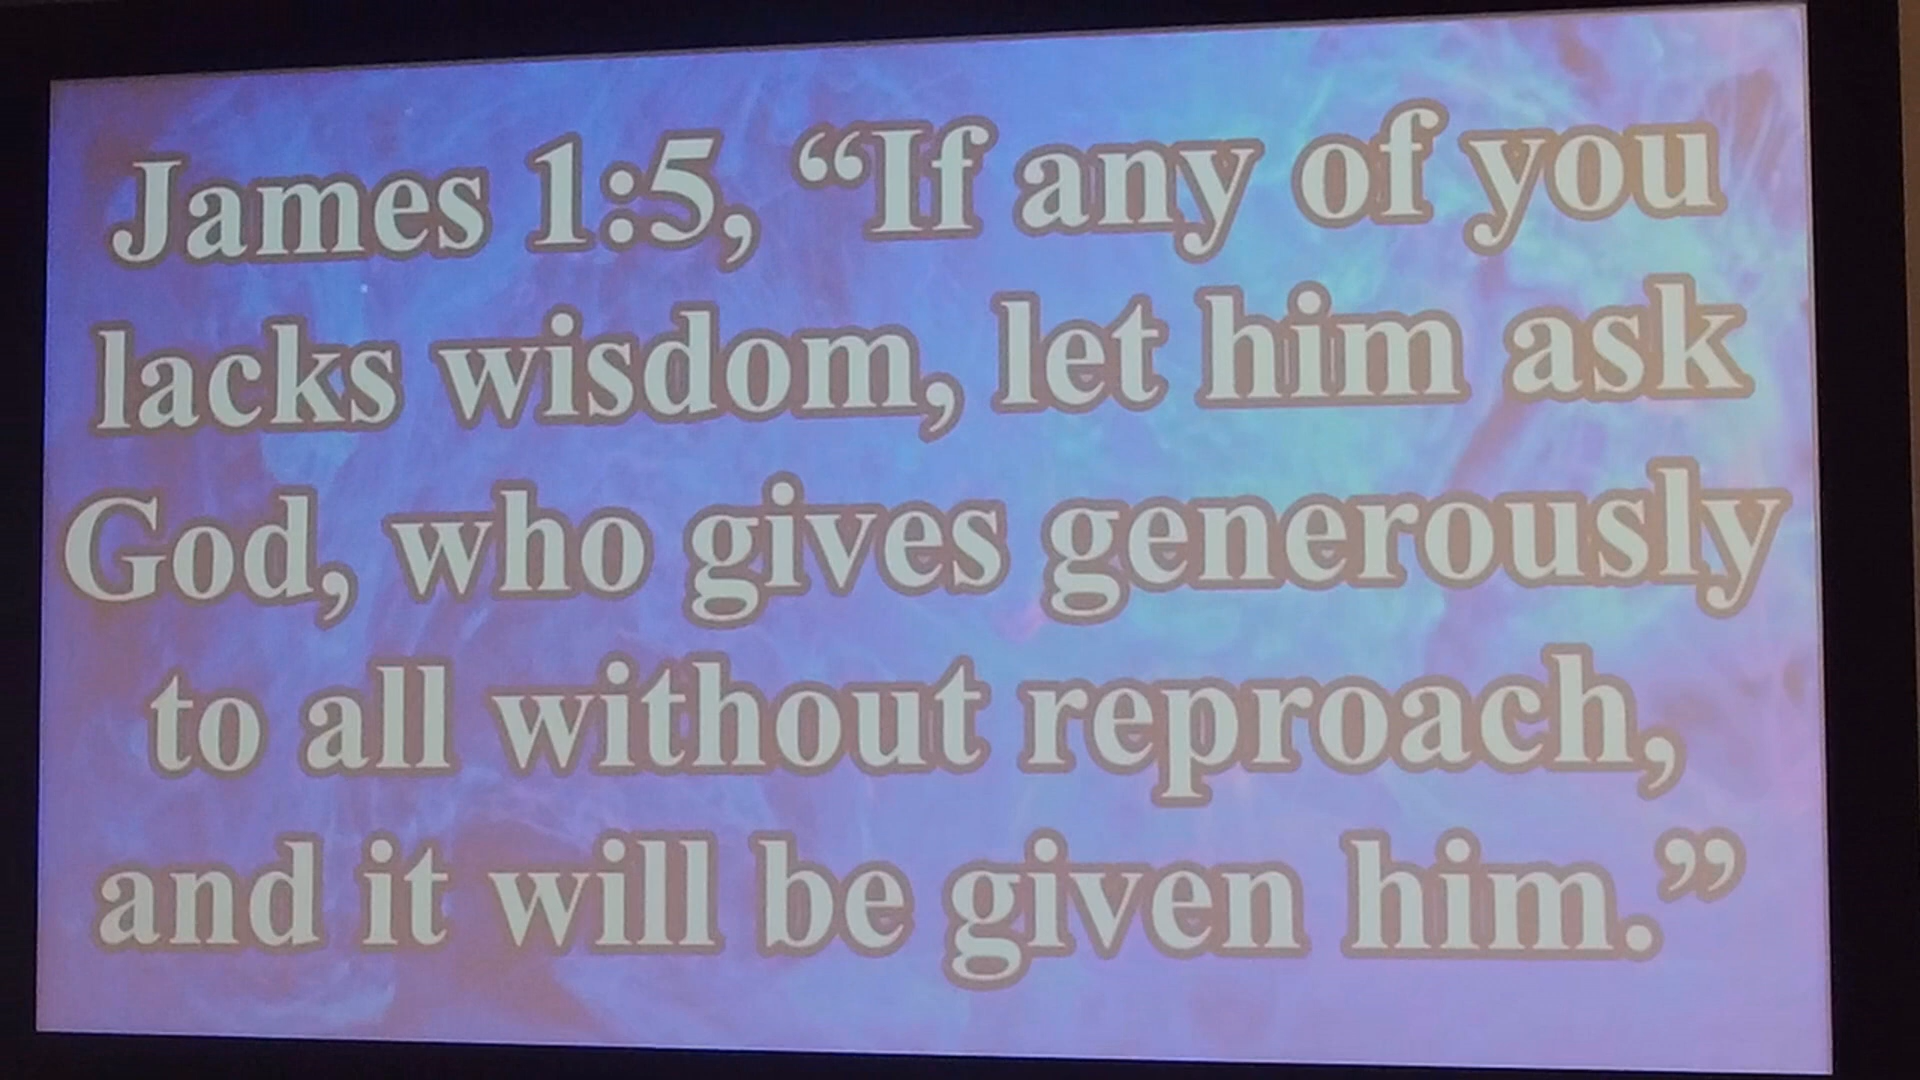 James 1:5, “If any of you
lacks wisdom, let him ask
God, who gives generously
to all without reproach,
and it will be given him.”